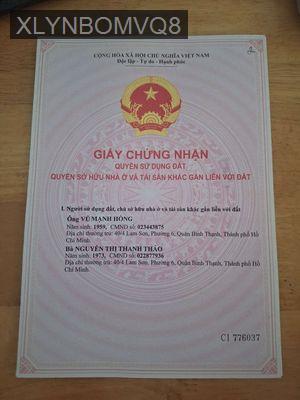 XLYNBOMVQ8
CỘNG HÒA XÃ HỘI CHỦ NGHĨA VIỆT NAM
Độc lập - Tự do - Hạnh phúc
GIẤY CHỨNG NHẬN
QUYỀN SỬ DỤNG ĐẤT,
QUYỀN SỞ HỮU NHÀ Ở VÀ TÀI SẢN KHÁC GẮN LIỀN VỚI ĐẤT
I. Người sử dụng đất, chủ sở hữu nhà ở và tài sản khác gắn liền với đất
Ông VŨ MẠNH HỒNG
Năm sinh: 1959, CMND số: 023443875
Địa chỉ thường trú: 40/4 Lam Sơn, Phường 6, Quận Bình Thạnh, Thành phố Hồ
Chí Minh.
Bà NGUYỄN THỊ THANH THẢO
Năm sinh: 1973, CMND số: 022877936
Địa chỉ thường trú: 40/4 Lam Sơn, Phường 6, Quận Bình Thạnh, Thành phố Hồ
Chí Minh.
CI 776037